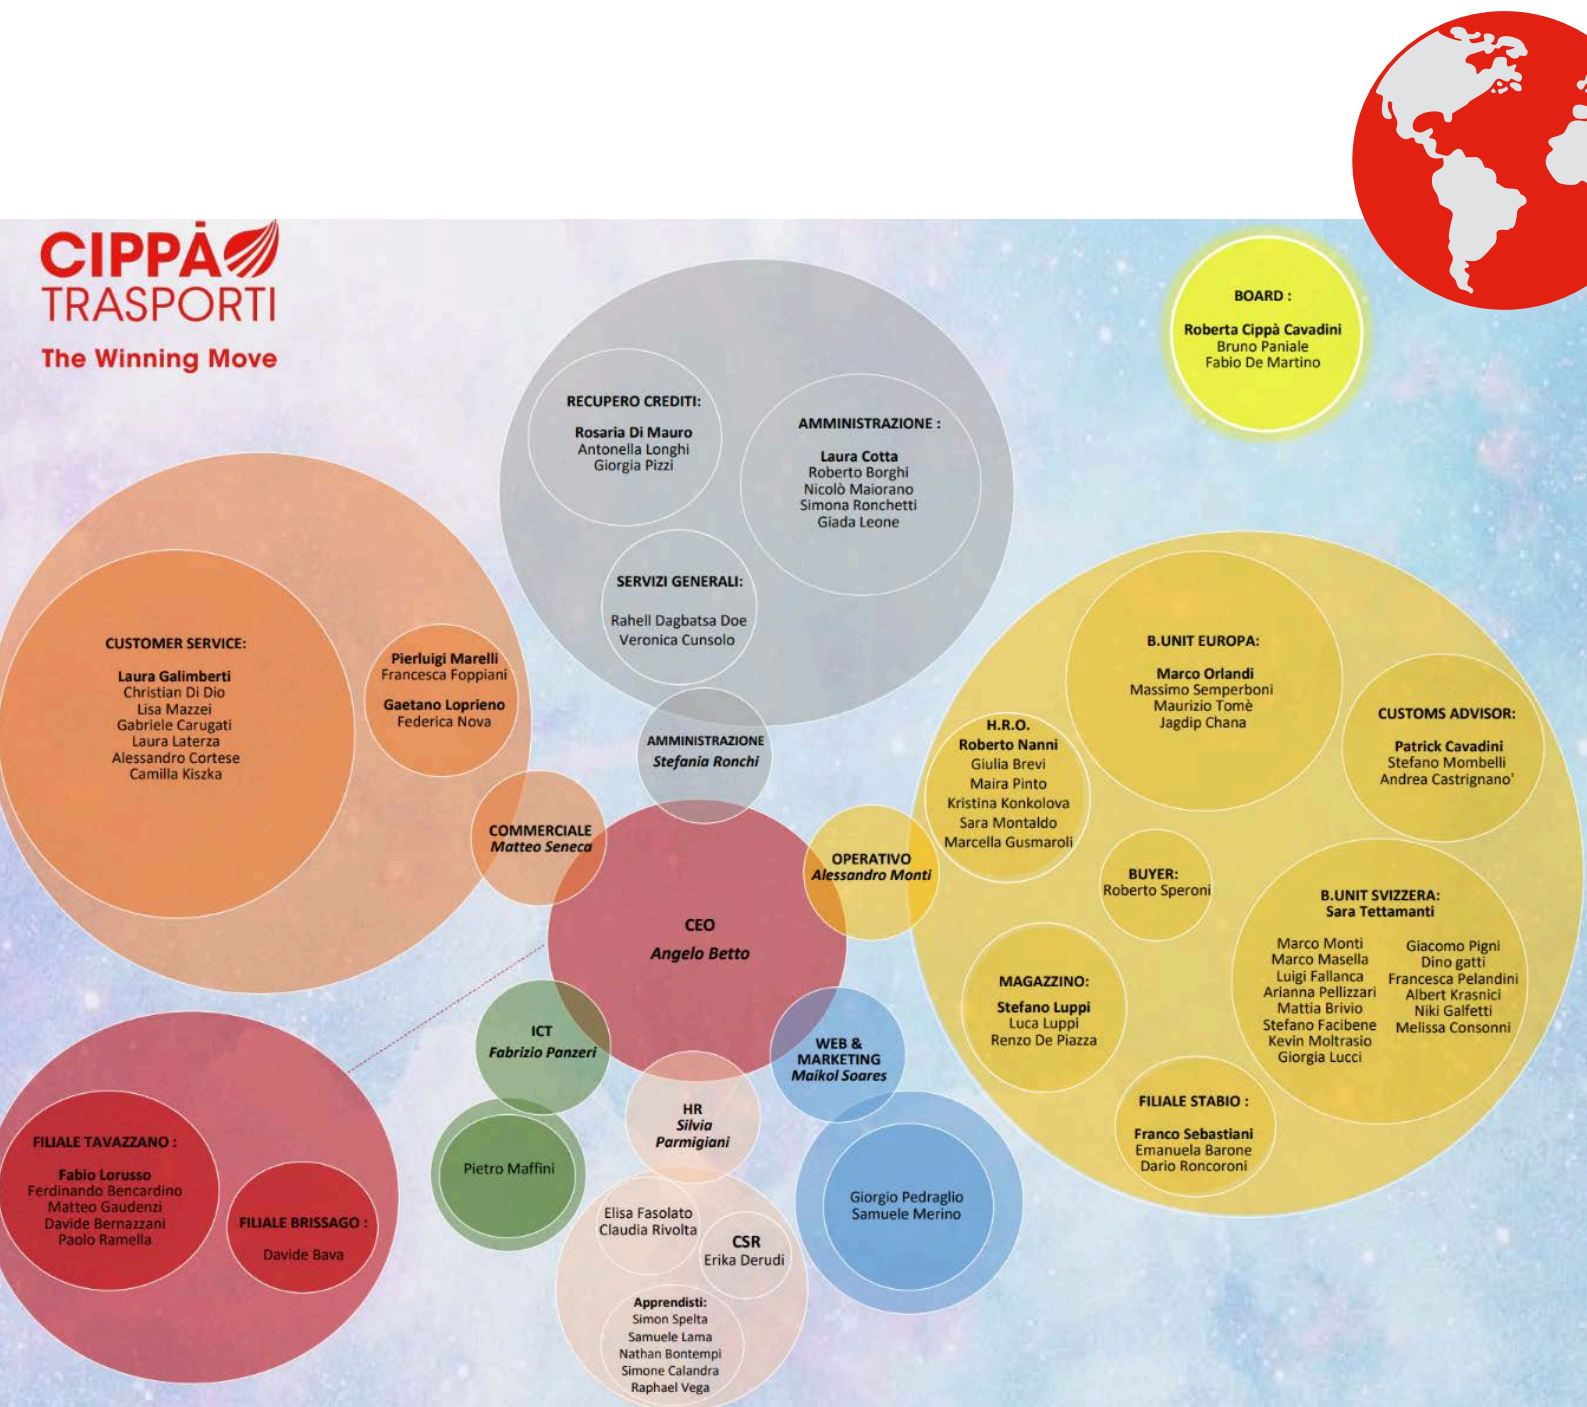 CIPPÀ
TRASPORTI
The Winning Move
BOARD :
Roberta Cippà Cavadini
Bruno Paniale
Fabio De Martino
RECUPERO CREDITI:
Rosaria Di Mauro
Antonella Longhi
Giorgia Pizzi
AMMINISTRAZIONE :
Laura Cotta
Roberto Borghi
Nicolò Maiorano
Simona Ronchetti
Giada Leone
SERVIZI GENERALI:
Rahell Dagbatsa Doe
Veronica Cunsolo
AMMINISTRAZIONE
Stefania Ronchi
CUSTOMER SERVICE:
Laura Galimberti
Christian Di Dio
Lisa Mazzei
Gabriele Carugati
Laura Laterza
Alessandro Cortese
Camilla Kiszka
Pierluigi Marelli
Francesca Foppiani
Gaetano Loprieno
Federica Nova
COMMERCIALE
Matteo Seneca
OPERATIVO
Alessandro Monti
CEO
Angelo Betto
B.UNIT EUROPA:
Marco Orlandi
Massimo Semperboni
Maurizio Tomè
Jagdip Chana
H.R.O.
Roberto Nanni
Giulia Brevi
Maira Pinto
Kristina Konkolova
Sara Montaldo
Marcella Gusmaroli
CUSTOMS ADVISOR:
Patrick Cavadini
Stefano Mombelli
Andrea Castrignano'
BUYER:
Roberto Speroni
B.UNIT SVIZZERA:
Sara Tettamanti
Marco Monti
Marco Masella
Luigi Fallanca
Arianna Pellizzari
Mattia Brivio
Stefano Facibene
Kevin Moltrasio
Giorgia Lucci
Giacomo Pigni
Dino gatti
Francesca Pelandini
Albert Krasnici
Niki Galfetti
Melissa Consonni
MAGAZZINO:
Stefano Luppi
Luca Luppi
Renzo De Piazza
FILIALE STABIO :
Franco Sebastiani
Emanuela Barone
Dario Roncoroni
ICT
Fabrizio Panzeri
Pietro Maffini
HR
Silvia
Parmigiani
WEB &
MARKETING
Maikol Soares
Giorgio Pedraglio
Samuele Merino
Elisa Fasolato
Claudia Rivolta
CSR
Erika Derudi
Apprendisti:
Simon Spelta
Samuele Lama
Nathan Bontempi
Simone Calandra
Raphael Vega
FILIALE TAVAZZANO :
Fabio Lorusso
Ferdinando Bencardino
Matteo Gaudenzi
Davide Bernazzani
Paolo Ramella
FILIALE BRISSAGO :
Davide Bava